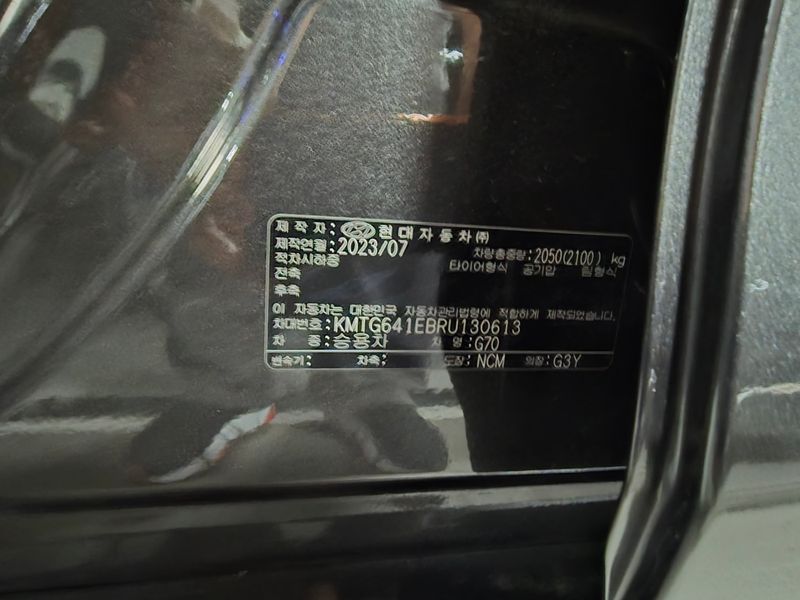 제 작 자 : 현대자동차㈜
제작연월: 2023/07 차량총중량: 2050(2100) kg
적차시하중 타이어형식 공기압 림형식
전축
후축
이 자동차는 대한민국 자동차관리법령에 적합하게 제작되었습니다.
차대번호: KMTG641EBRU130613
차 종: 승용차 차 명: G70
변속기: 차축: 도장: NCM 의장: G3Y